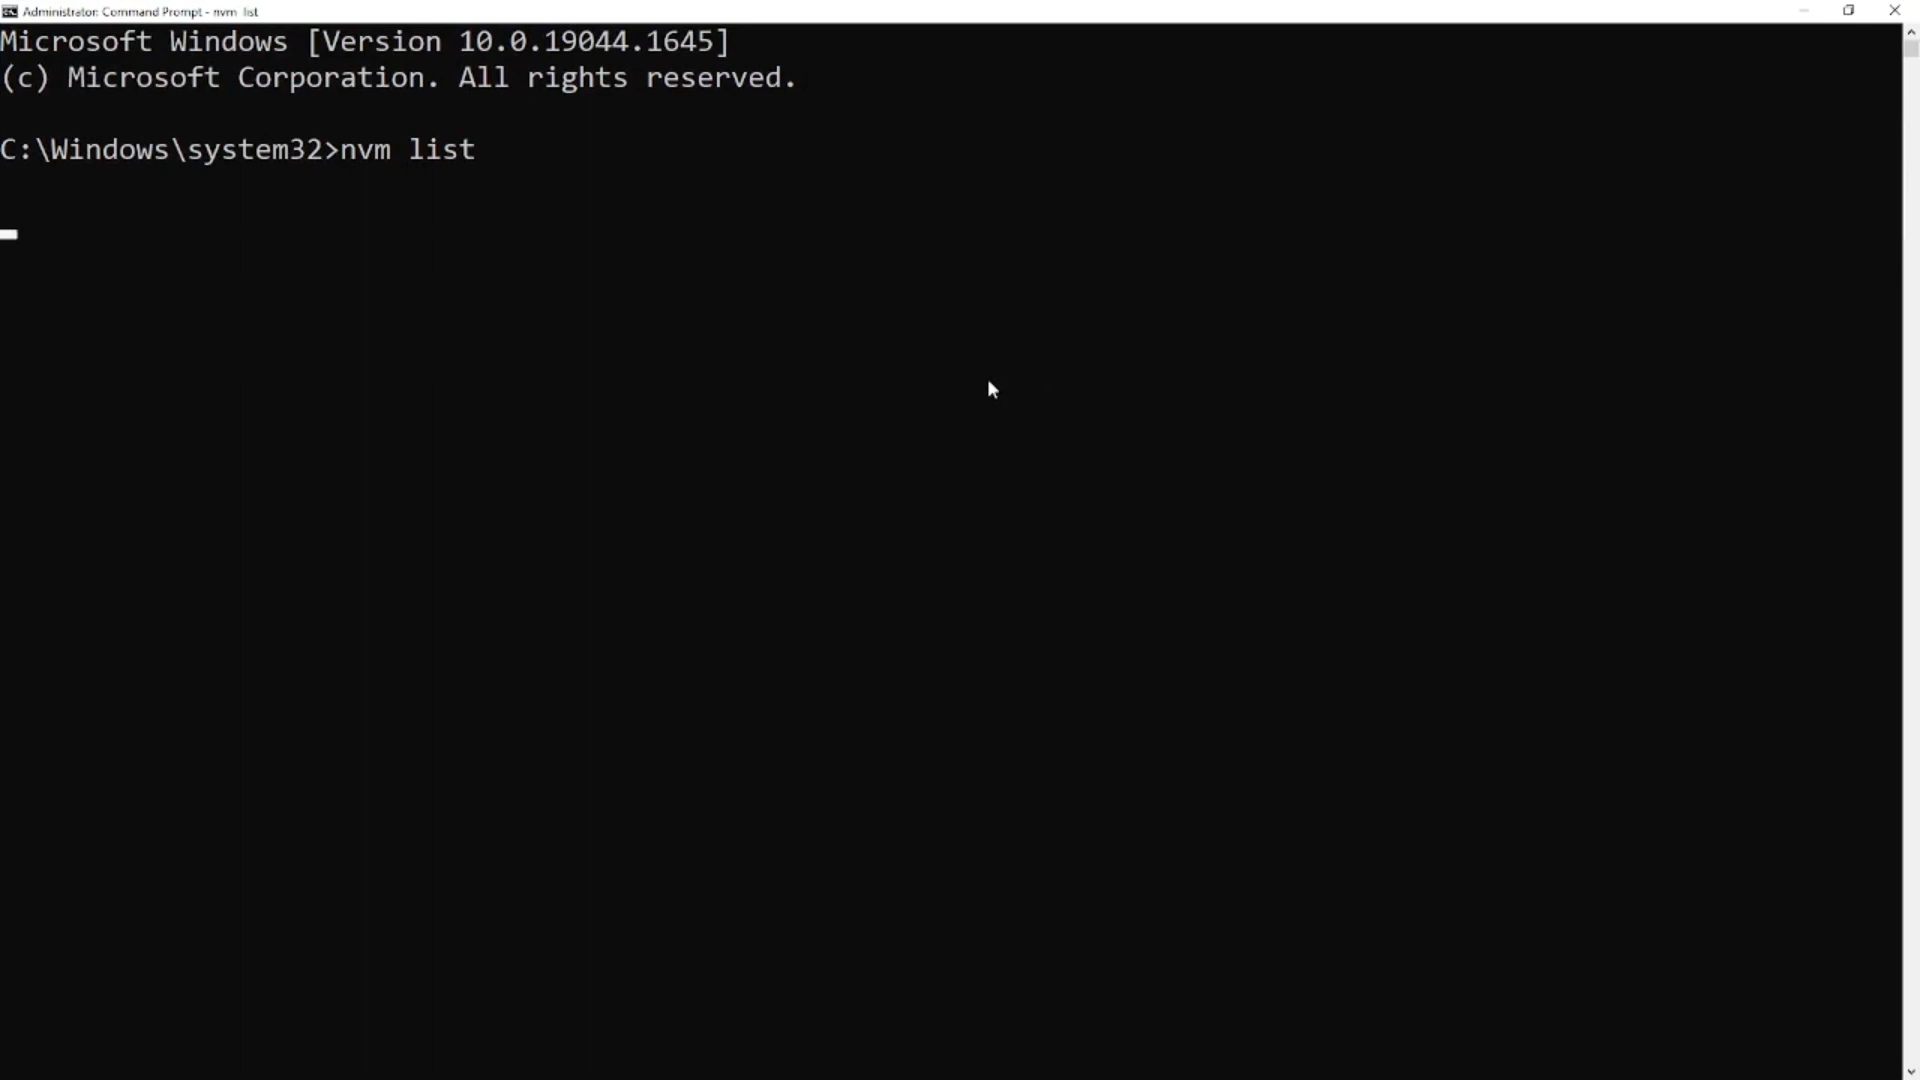 Administrator: Command Prompt - nvm list
Microsoft Windows [Version 10.0.19044.1645]
(c) Microsoft Corporation. All rights reserved.
C:\Windows\system32>nvm list